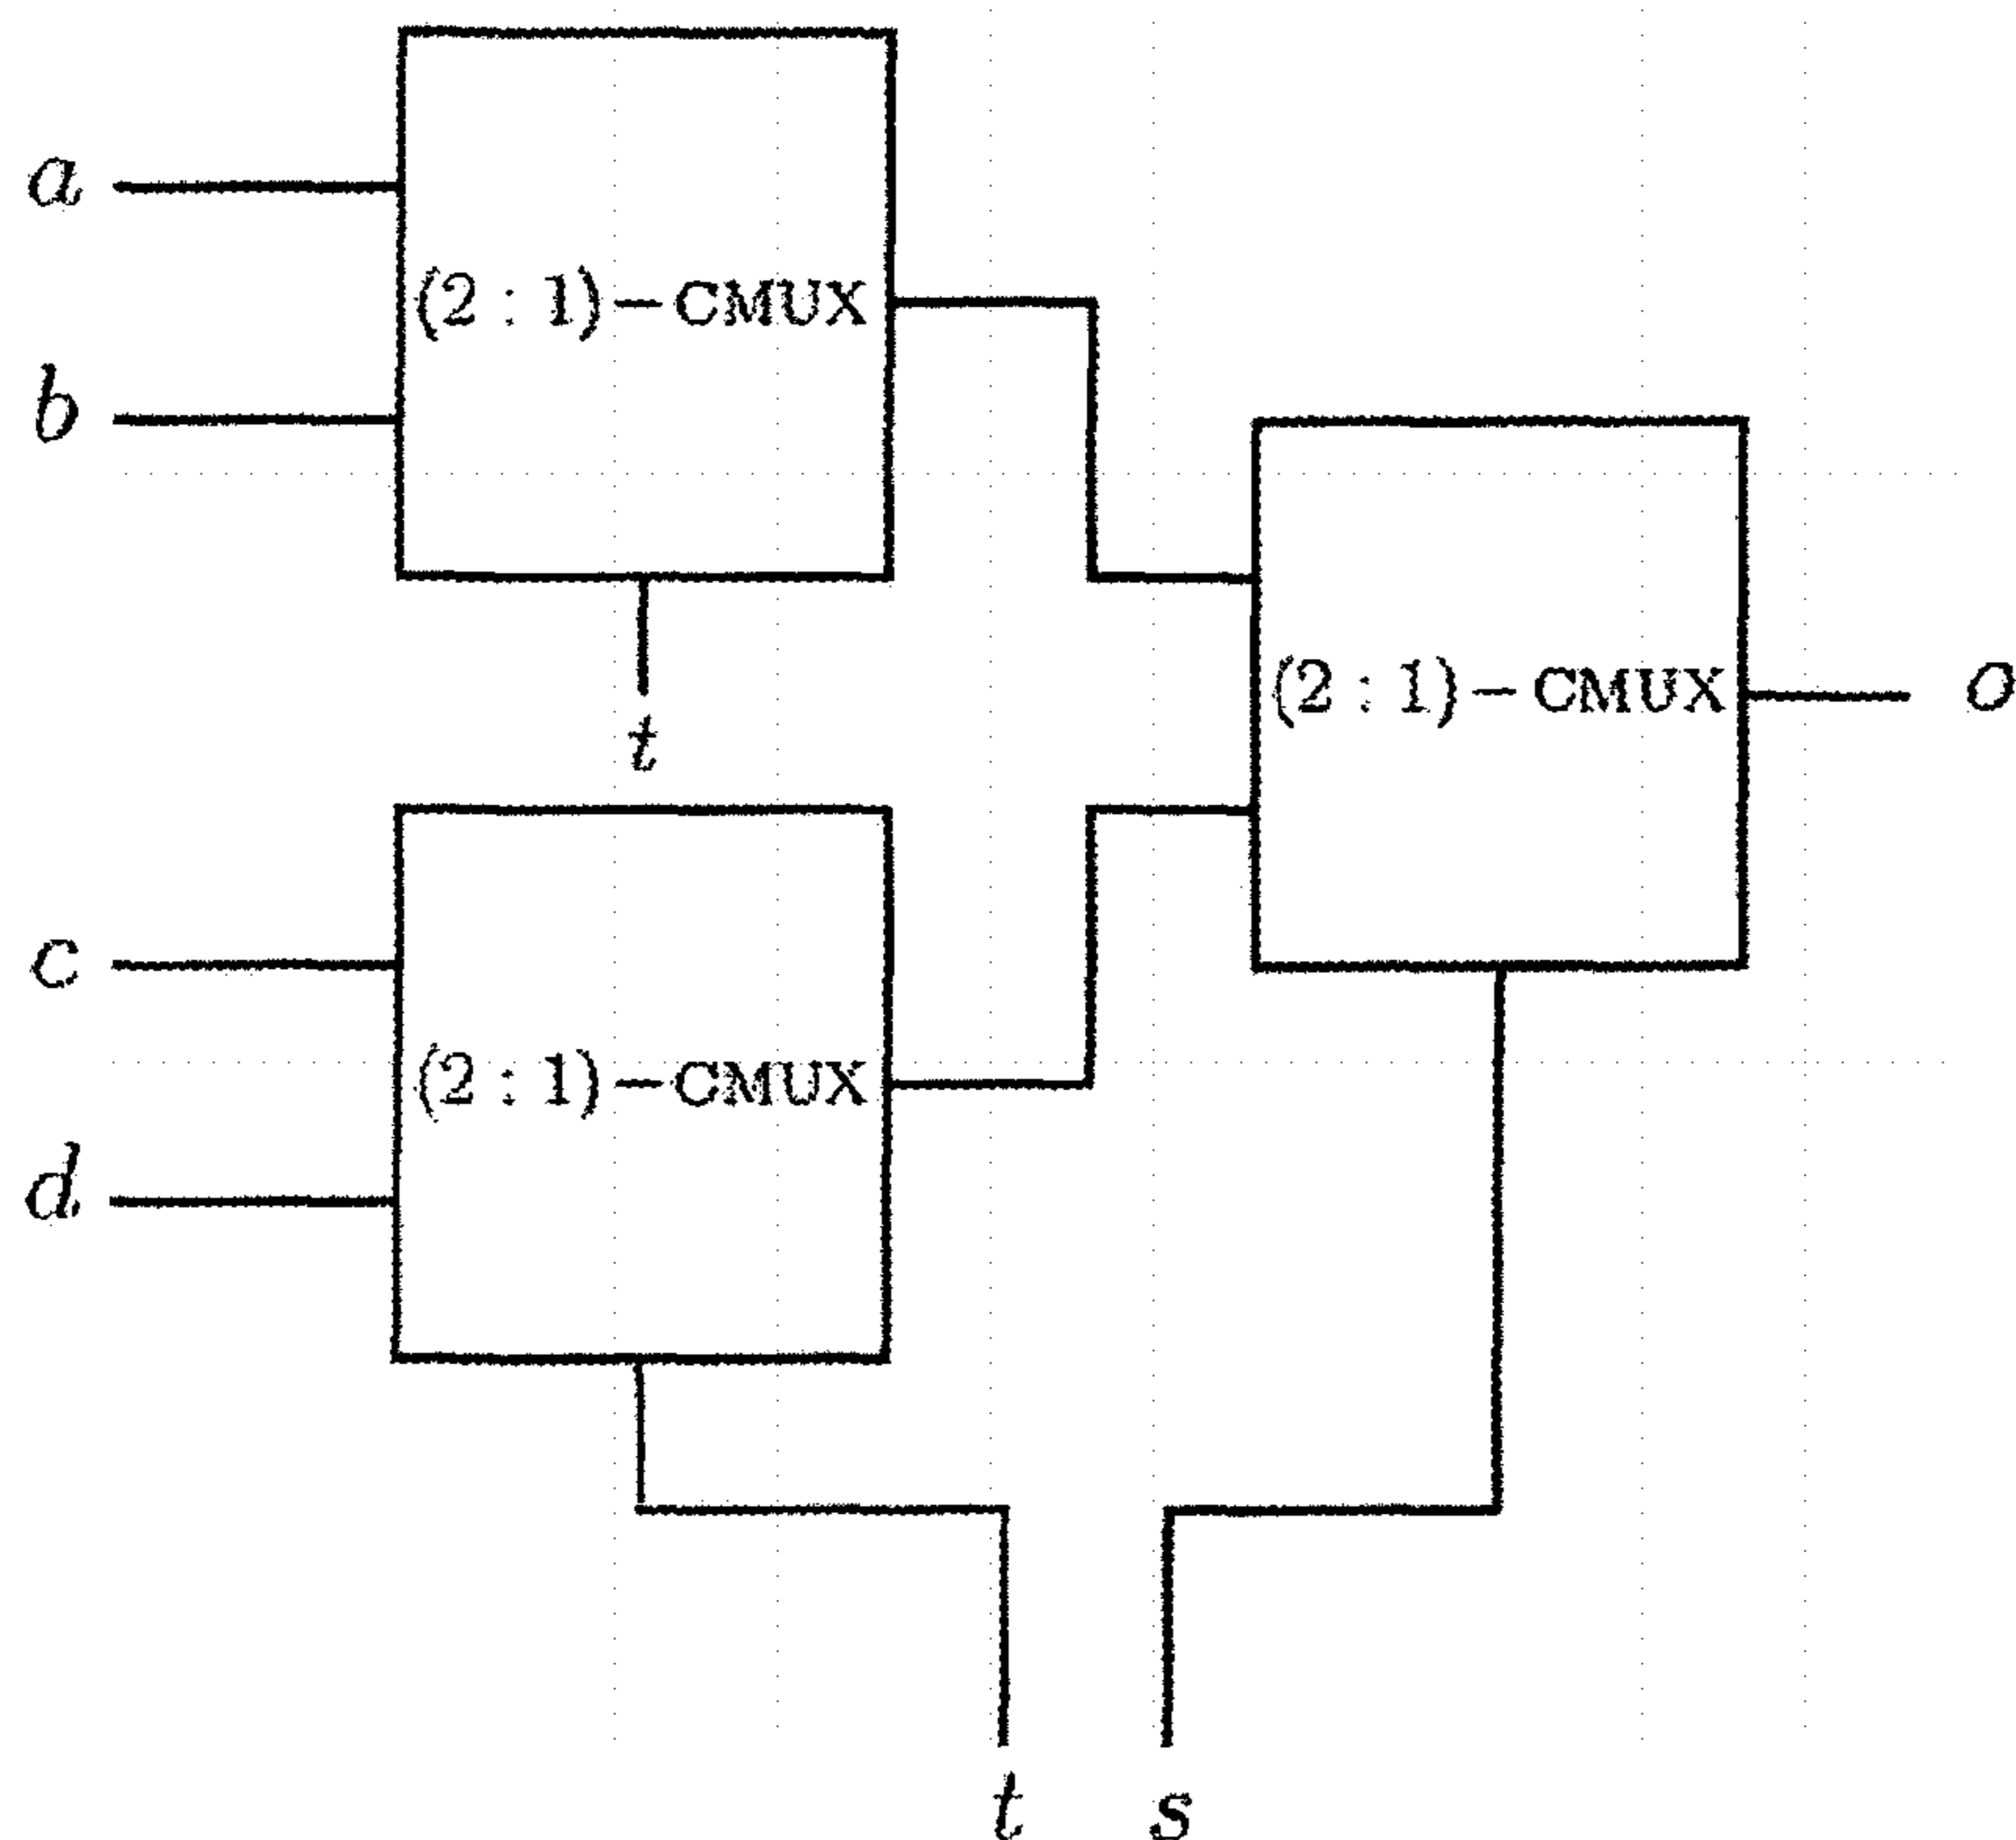 a
(2 : 1)−CMUX
b
t
(2 : 1)−CMUX
o
c
(2 : 1)−CMUX
d
t
s